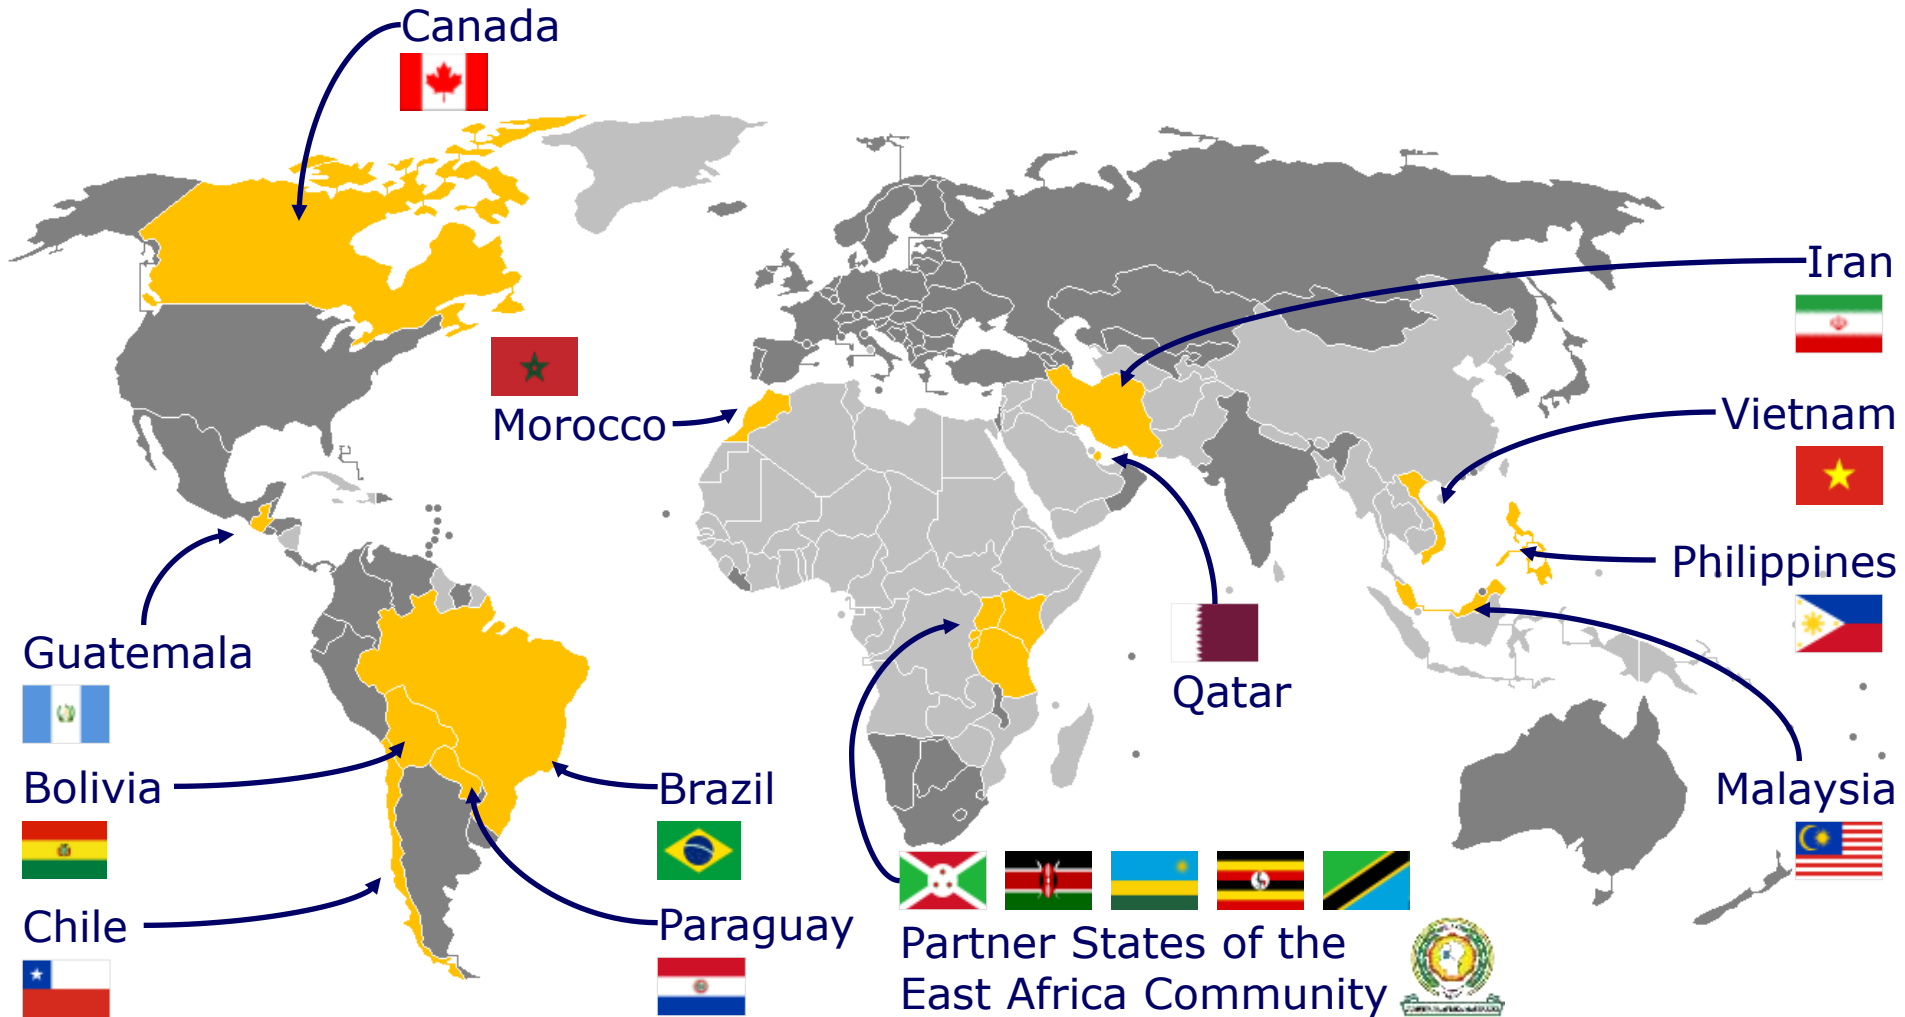 Canada
Iran
Morocco
Vietnam
Philippines
Guatemala
Qatar
Bolivia
Brazil
Malaysia
Chile
Paraguay
Partner States of the
East Africa Community